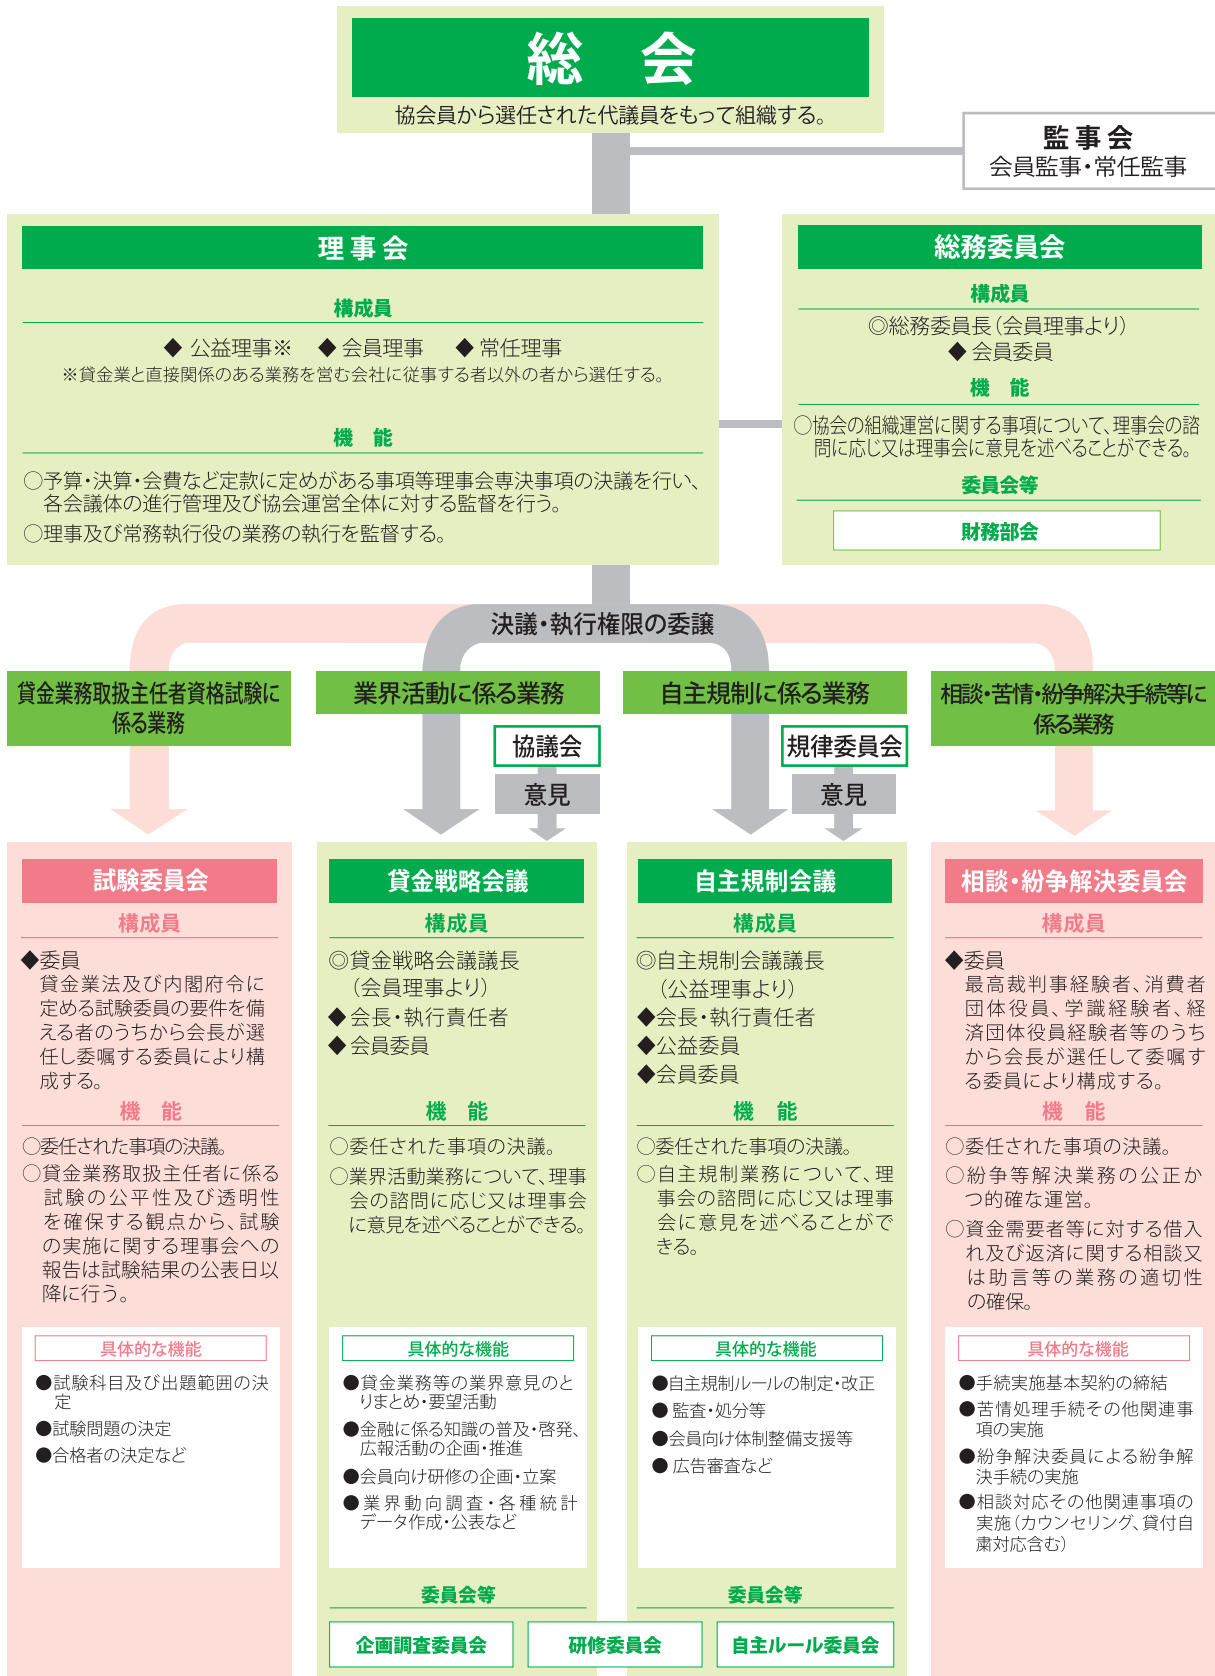 総　会
協会員から選任された代議員をもって組織する。
監事会
会員監事・常任監事
理事会
構成員
◆ 公益理事※　◆ 会員理事　◆ 常任理事
※貸金業と直接関係のある業務を営む会社に従事する者以外の者から選任する。
機　能
○予算・決算・会費など定款に定めがある事項等理事会専決事項の決議を行い、
各会議体の進行管理及び協会運営全体に対する監督を行う。
○理事及び常務執行役の業務の執行を監督する。
総務委員会
構成員
◎総務委員長（会員理事より）
◆ 会員委員
機　能
○協会の組織運営に関する事項について、理事会の諮
問に応じ又は理事会に意見を述べることができる。
委員会等
財務部会
決議・執行権限の委譲
貸金業務取扱主任者資格試験に
係る業務
業界活動に係る業務
協議会
意見
自主規制に係る業務
規律委員会
意見
相談・苦情・紛争解決手続等に
係る業務
試験委員会
構成員
◆委員
貸金業法及び内閣府令に
定める試験委員の要件を備
える者のうちから会長が選
任し委嘱する委員により構
成する。
機　能
○委任された事項の決議。
○貸金業務取扱主任者に係る
試験の公平性及び透明性
を確保する観点から、試験
の実施に関する理事会への
報告は試験結果の公表日以
降に行う。
具体的な機能
●試験科目及び出題範囲の決
定
●試験問題の決定
●合格者の決定など
貸金戦略会議
構成員
◎貸金戦略会議議長
（会員理事より）
◆会長・執行責任者
◆会員委員
機　能
○委任された事項の決議。
○業界活動業務について、理事
会の諮問に応じ又は理事会
に意見を述べることができる。
具体的な機能
●貸金業務等の業界意見のと
りまとめ・要望活動
●金融に係る知識の普及・啓発、
広報活動の企画・推進
●会員向け研修の企画・立案
●業界動向調査・各種統計
データ作成・公表など
委員会等
企画調査委員会
研修委員会
自主規制会議
構成員
◎自主規制会議議長
（公益理事より）
◆会長・執行責任者
◆公益委員
◆会員委員
機　能
○委任された事項の決議。
○自主規制業務について、理
事会の諮問に応じ又は理事
会に意見を述べることがで
きる。
具体的な機能
●自主規制ルールの制定・改正
●監査・処分等
●会員向け体制整備支援等
●広告審査など
委員会等
自主ルール委員会
相談・紛争解決委員会
構成員
◆委員
最高裁判事経験者、消費者
団体役員、学識経験者、経
済団体役員経験者等のうち
から会長が選任して委嘱す
る委員により構成する。
機　能
○委任された事項の決議。
○紛争等解決業務の公正か
つ的確な運営。
○資金需要者等に対する借入
れ及び返済に関する相談又
は助言等の業務の適切性
の確保。
具体的な機能
●手続実施基本契約の締結
●苦情処理手続その他関連事
項の実施
●紛争解決委員による紛争解
決手続の実施
●相談対応その他関連事項の
実施（カウンセリング、貸付自
粛対応含む）